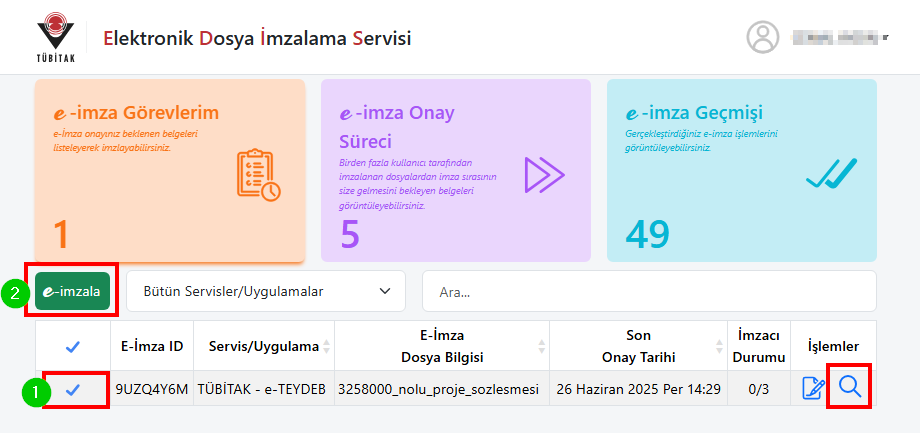 TÜBİTAK
Elektronik Dosya İmzalama Servisi
e -imza Görevlerim
e-İmza onayınız beklenen belgeleri
listeleyerek imzlayabilirsiniz.
1
e -imza Onay
Süreci
Birden fazla kullanıcı tarafından
imzalanan dosyalardan imza sırasının
size gelmesini bekleyen belgeleri
görüntüleyebilirsiniz.
5
e -imza Geçmişi
Gerçekleştirdiğiniz e-imza işlemlerini
görüntüleyebilirsiniz.
49
2
e-imzala
Bütün Servisler/Uygulamalar
Ara...
E-İmza ID
Servis/Uygulama
E-İmza
Dosya Bilgisi
Son
Onay Tarihi
İmzacı
Durumu
İşlemler
1
9UZQ4Y6M TÜBİTAK - e-TEYDEB 3258000_nolu_proje_sozlesmesi 26 Haziran 2025 Per 14:29 0/3